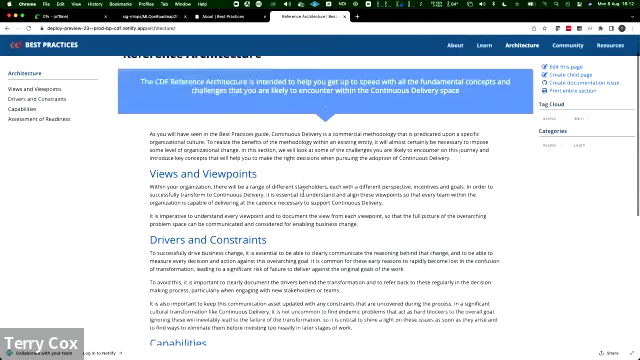 Mon 8 Aug 18:12
0% - (offline)
About | Best Practices
Reference Architecture | Best
deploy-preview-23--prod-bp-cdf.netlify.app/architecture/
BEST PRACTICES
About
Learn
Architecture
Community
Resources
Reference Architecture
Architecture
Views and Viewpoints
Drivers and Constraints
Capabilities
Assessment of Readiness
The CDF Reference Architecture is intended to help you get up to speed with all the fundamental concepts and
challenges that you are likely to encounter within the Continuous Delivery space
As you will have seen in the Best Practices guide, Continuous Delivery is a commercial methodology that is predicated upon a specific
organizational culture. To realize the benefits of the methodology within an existing entity, it will almost certainly be necessary to impose
some level of organizational change. In this section, we will look at some of the challenges you are likely to encounter on this journey and
introduce key concepts that will help you to make the right decisions when pursuing the adoption of Continuous Delivery.
Views and Viewpoints
Within your organization, there will be a range of different stakeholders, each with a different perspective, incentives and goals. In order to
successfully transform to Continuous Delivery, it is essential to understand and align these viewpoints so that every team within the
organization is capable of delivering at the cadence necessary to support Continuous Delivery.
It is imperative to understand every viewpoint and to document the view from each viewpoint, so that the full picture of the overarching
problem space can be communicated and considered for enabling business change.
Drivers and Constraints
To successfully drive business change, it is essential to be able to clearly communicate the reasoning behind that change, and to be able to
measure every decision and action against this overarching goal. It is common for these early reasons to rapidly become lost in the confusion
of transformation, leading to a significant risk of failure to deliver against the original goals of the work.
To avoid this, it is important to clearly document the drivers behind the transformation and to refer back to these regularly in the decision
making process, particularly when engaging with new stakeholders or teams.
It is also important to keep this communication asset updated with any constraints that are uncovered during the process. In a significant
cultural transformation like Continuous Delivery, it is not uncommon to find endemic problems that act as hard blockers to the overall goal.
Ignoring these will inevitably lead to the failure of the transformation, so it is critical to shine a light on these issues as soon as they arise and
to find ways to eliminate them before investing too heavily in later stages of work.
Capabilities
Edit this page
Create child page
Create documentation issue
Print entire section
Tag Cloud
Categories
Terry Cox
Collaborate with your team
Log in to Netlify
Share